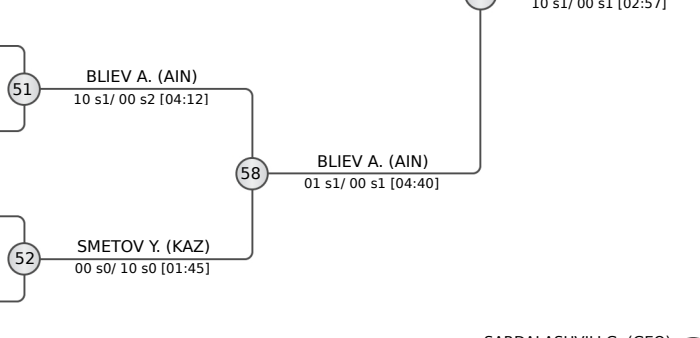 10 s1/ 00 s1 [02:57]
51
BLIEV A. (AIN)
10 s1/ 00 s2 [04:12]
58
BLIEV A. (AIN)
01 s1/ 00 s1 [04:40]
52
SMETOV Y. (KAZ)
00 s0/ 10 s0 [01:45]